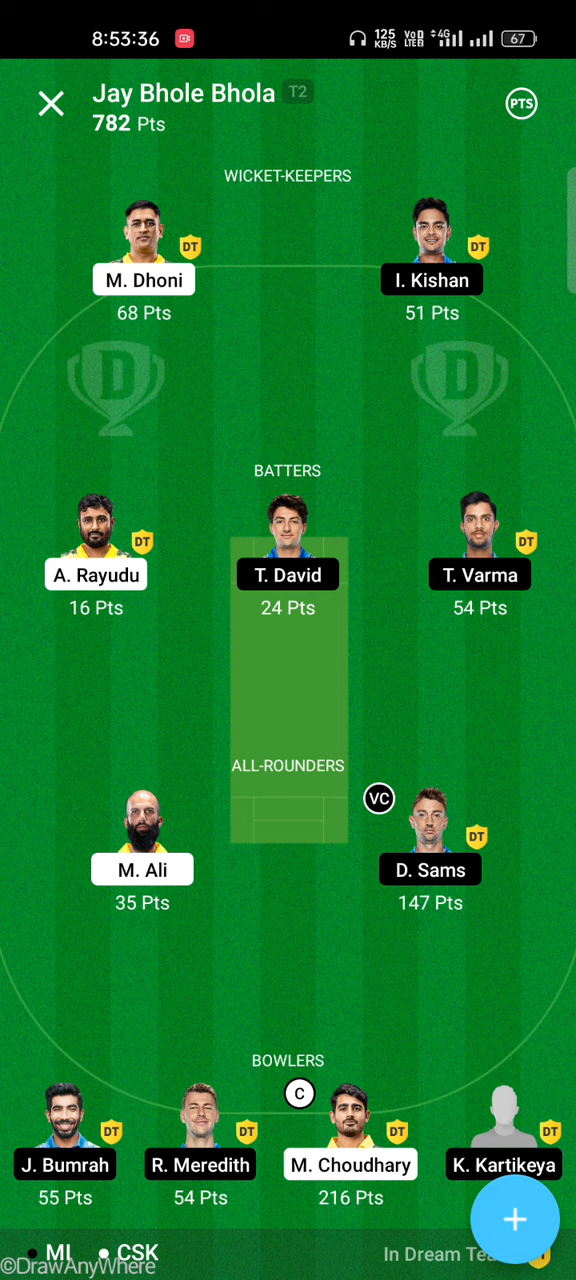 8:53:36 125 KB/S Vo LTE2 4G 67
Jay Bhole Bhola T2
782 Pts
PTS
WICKET-KEEPERS
DT DT
M. Dhoni I. Kishan
68 Pts 51 Pts
D D
BATTERS
DT DT
A. Rayudu T. David T. Varma
16 Pts 24 Pts 54 Pts
ALL-ROUNDERS
VC
DT
M. Ali D. Sams
35 Pts 147 Pts
BOWLERS
C
DT DT DT DT
J. Bumrah R. Meredith M. Choudhary K. Kartikeya
55 Pts 54 Pts 216 Pts
+
MI CSK In Dream Tea
©DrawAnyWhere